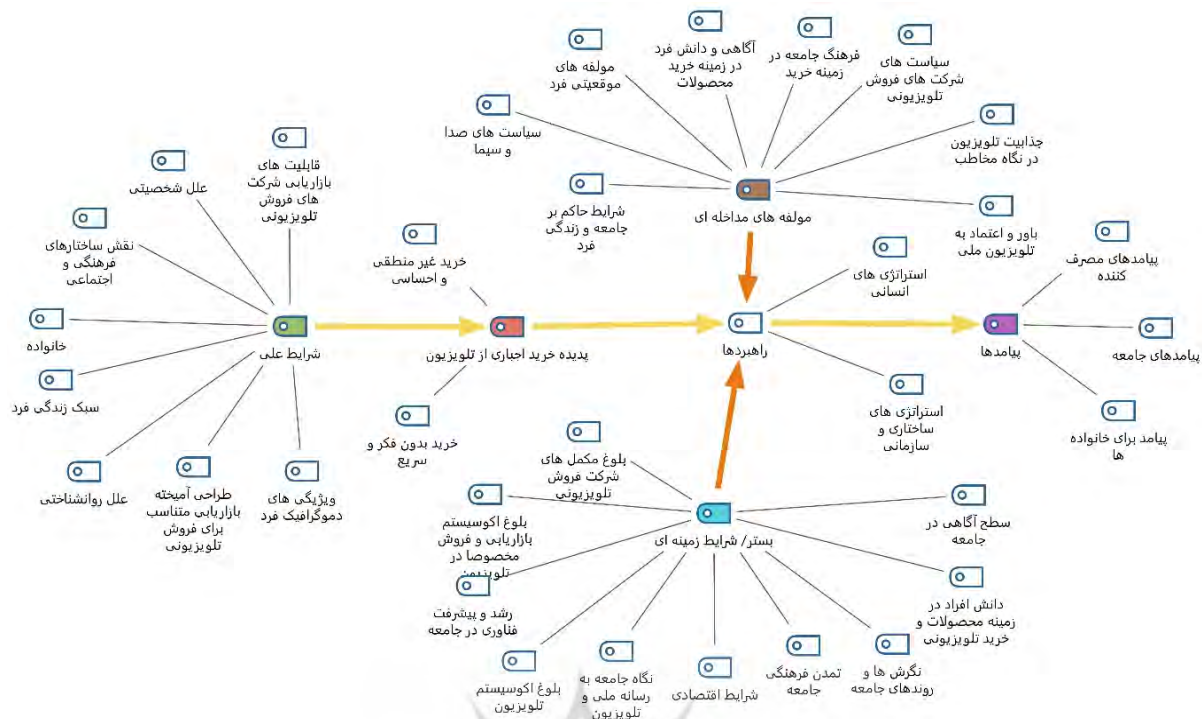 سیاست های
شرکت های فروش
تلویزیونی
فرهنگ جامعه در
زمینه خرید
آگاهی و دانش فرد
در زمینه خرید
محصولات
مولفه های
موقعیتی فرد
سیاست های صدا
و سیما
جذابیت تلویزیون
در نگاه مخاطب
شرایط حاکم بر
جامعه و زندگی
فرد
مولفه های مداخله ای
باور و اعتماد به
تلویزیون ملی
قابلیت های
بازاریابی شرکت
های فروش
تلویزیونی
علل شخصیتی
نقش ساختارهای
فرهنگی و
اجتماعی
خانواده
شرایط علی
سبک زندگی فرد
علل روانشناختی
طراحی آمیخته
بازاریابی متناسب
برای فروش
تلویزیونی
ویژگی های
دموگرافیک فرد
خرید غیر منطقی
و احساسی
پدیده خرید اجباری از تلویزیون
خرید بدون فکر و
سریع
استراتژی های
انسانی
راهبردها
استراتژی های
ساختاری و
سازمانی
پیامدهای مصرف
کننده
پیامدها
پیامدهای جامعه
پیامد برای خانواده
ها
بلوغ مکمل های
شرکت فروش
تلویزیونی
بلوغ اکوسیستم
بازاریابی و فروش
مخصوصا در
تلویزیون
بستر/ شرایط زمینه ای
سطح آگاهی در
جامعه
رشد و پیشرفت
فناوری در جامعه
دانش افراد در
زمینه محصولات و
خرید تلویزیونی
بلوغ اکوسیستم
تلویزیون
نگاه جامعه به
رسانه ملی و
تلویزیون
شرایط اقتصادی
تمدن فرهنگی
جامعه
نگرش ها و
روندهای جامعه